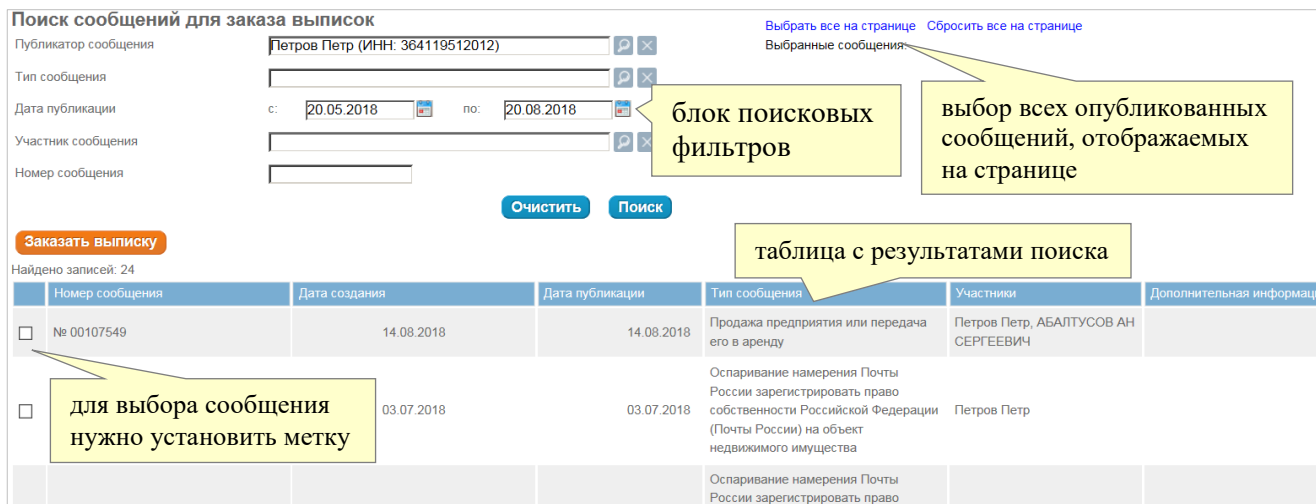 Поиск сообщений для заказа выписок
Выбрать все на странице Сбросить все на странице
Публикатор сообщения Петров Петр (ИНН: 364119512012)
Выбранные сообщения:
Тип сообщения
Дата публикации с: 20.05.2018 по: 20.08.2018
блок поисковых
фильтров
выбор всех опубликованных
сообщений, отображаемых
на странице
Участник сообщения
Номер сообщения
Очистить Поиск
Заказать выписку
таблица с результатами поиска
Найдено записей: 24
Номер сообщения Дата создания Дата публикации Тип сообщения Участники Дополнительная информац
№ 00107549 14.08.2018 14.08.2018 Продажа предприятия или передача Петров Петр, АБАЛТУСОВ АН
его в аренду СЕРГЕЕВИЧ
для выбора сообщения
нужно установить метку
03.07.2018 03.07.2018
Оспаривание намерения Почты
России зарегистрировать право
собственности Российской Федерации
(Почты России) на объект
недвижимого имущества
Петров Петр
Оспаривание намерения Почты
России зарегистрировать право